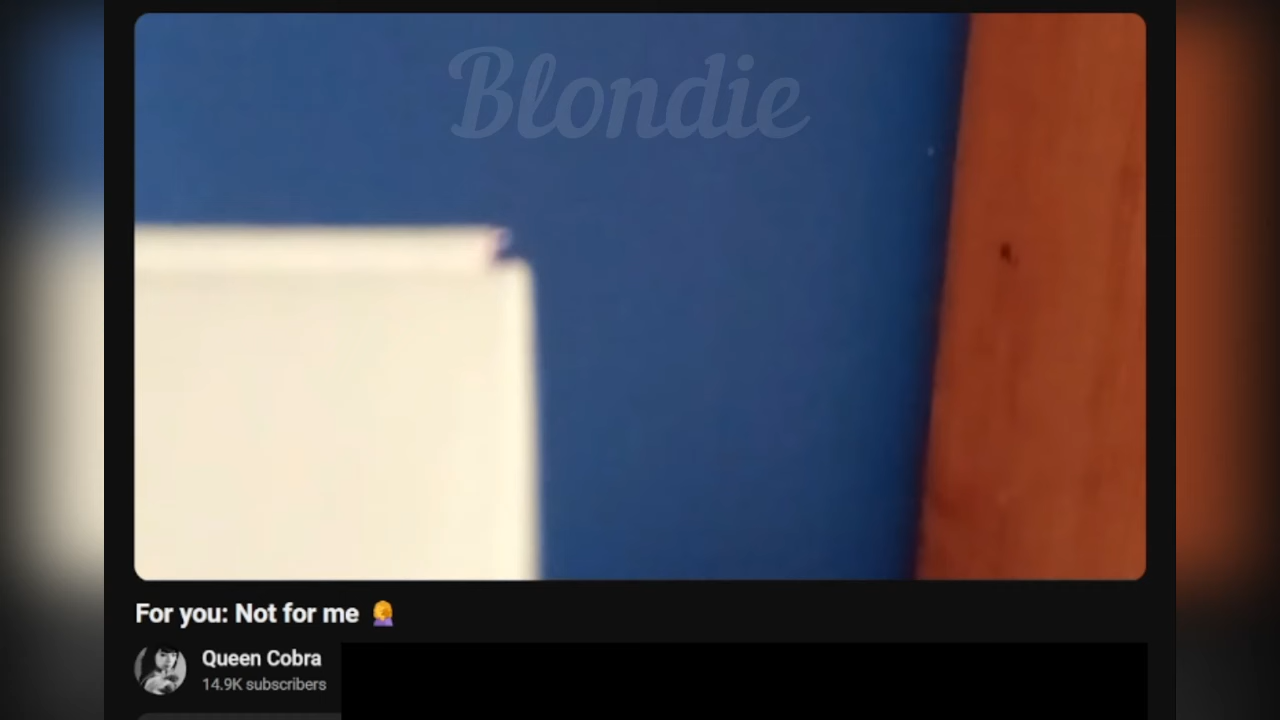 Blondie
For you: Not for me 🤦‍♀️
Queen Cobra
14.9K subscribers